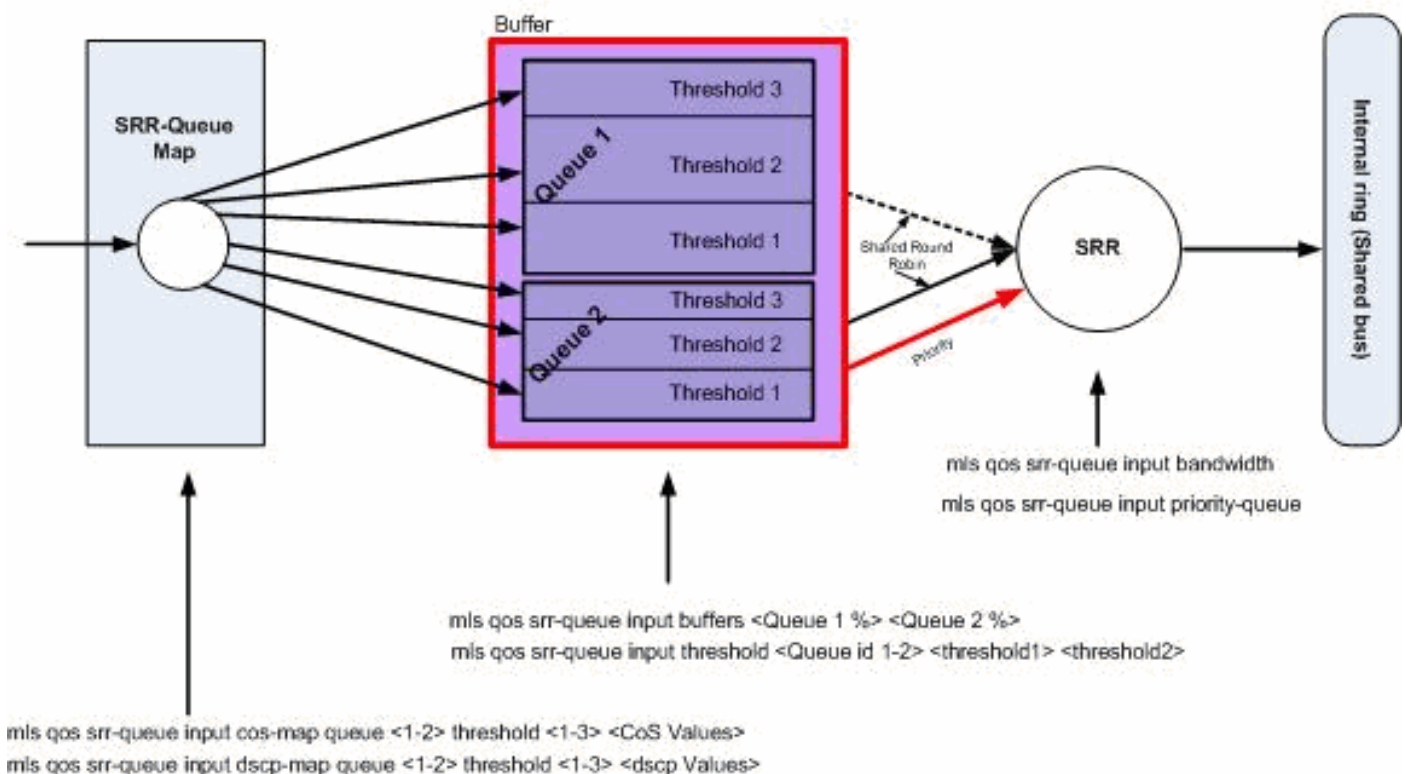 Buffer
SRR-Queue
Map
Threshold 3
Threshold 2
Threshold 1
Queue 1
Threshold 3
Threshold 2
Threshold 1
Queue 2
Shared Round
Robin
Priority
SRR
Internal ring (Shared bus)
mls qos srr-queue input bandwidth
mls qos srr-queue input priority-queue
mls qos srr-queue input buffers <Queue 1 %> <Queue 2 %>
mls qos srr-queue input threshold <Queue id 1-2> <threshold1> <threshold2>
mls qos srr-queue input cos-map queue <1-2> threshold <1-3> <CoS Values>
mls qos srr-queue input dscp-map queue <1-2> threshold <1-3> <dscp Values>